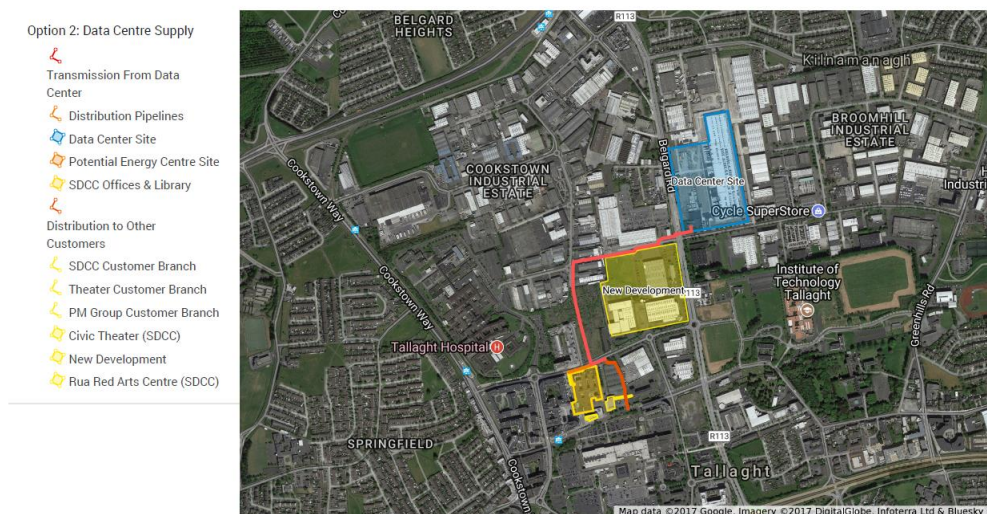 Option 2: Data Centre Supply
Transmission From Data
Center
Distribution Pipelines
Data Center Site
Potential Energy Centre Site
SDCC Offices & Library
Distribution to Other
Customers
SDCC Customer Branch
Theater Customer Branch
PM Group Customer Branch
Civic Theater (SDCC)
New Development
Rua Red Arts Centre (SDCC)
BELGARD
HEIGHTS
R113
Kilnamanagh
BROOMHILL
INDUSTRIAL
ESTATE
Belgard Rd
COOKSTOWN
INDUSTRIAL
ESTATE
Data Center Site
Industri
Cookstown Way
Cycle SuperStore
Institute of
Technology
Tallaght
New Development
R113
Greenhills Rd
Cookstown Way
Tallaght Hospital
H
SPRINGFIELD
R113
Tallaght
Cookstown
Map data ©2017 Google, Imagery ©2017 DigitalGlobe, Infoterra Ltd & Bluesky